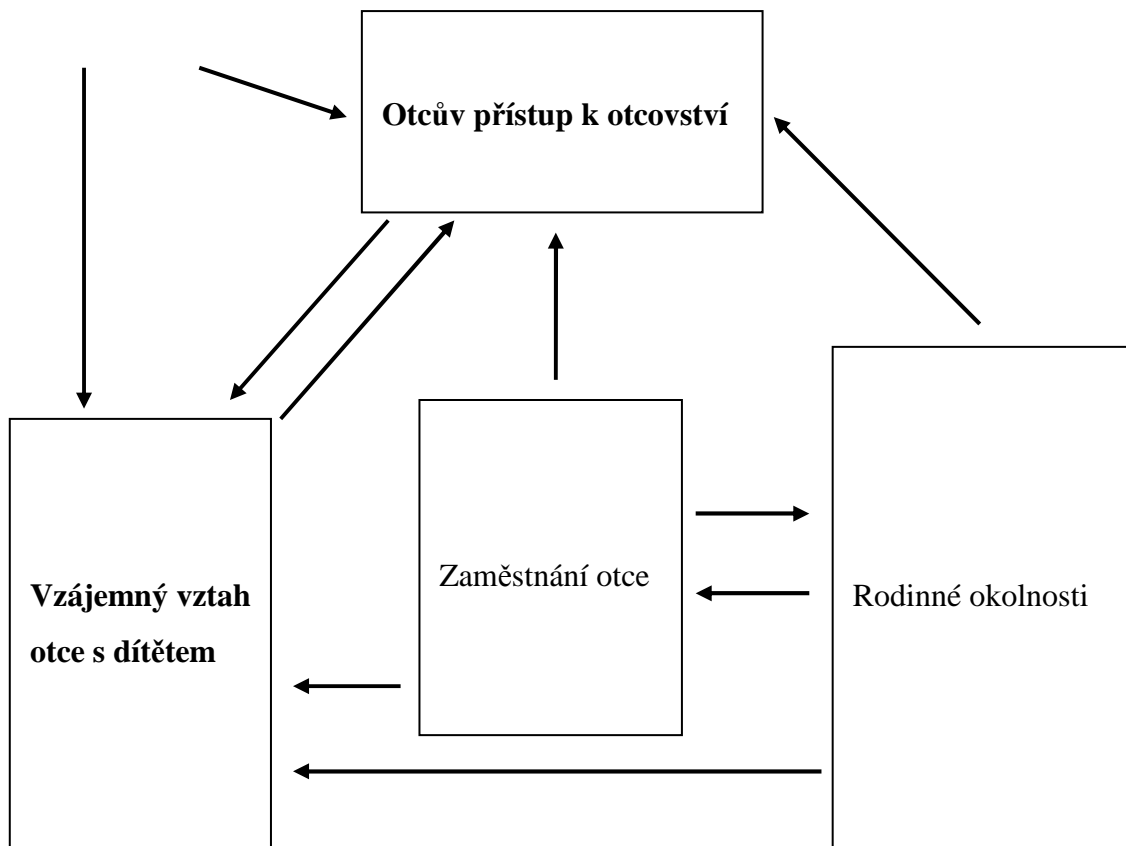 Otcův přístup k otcovství
Zaměstnání otce
Vzájemný vztah
otce s dítětem
Rodinné okolnosti